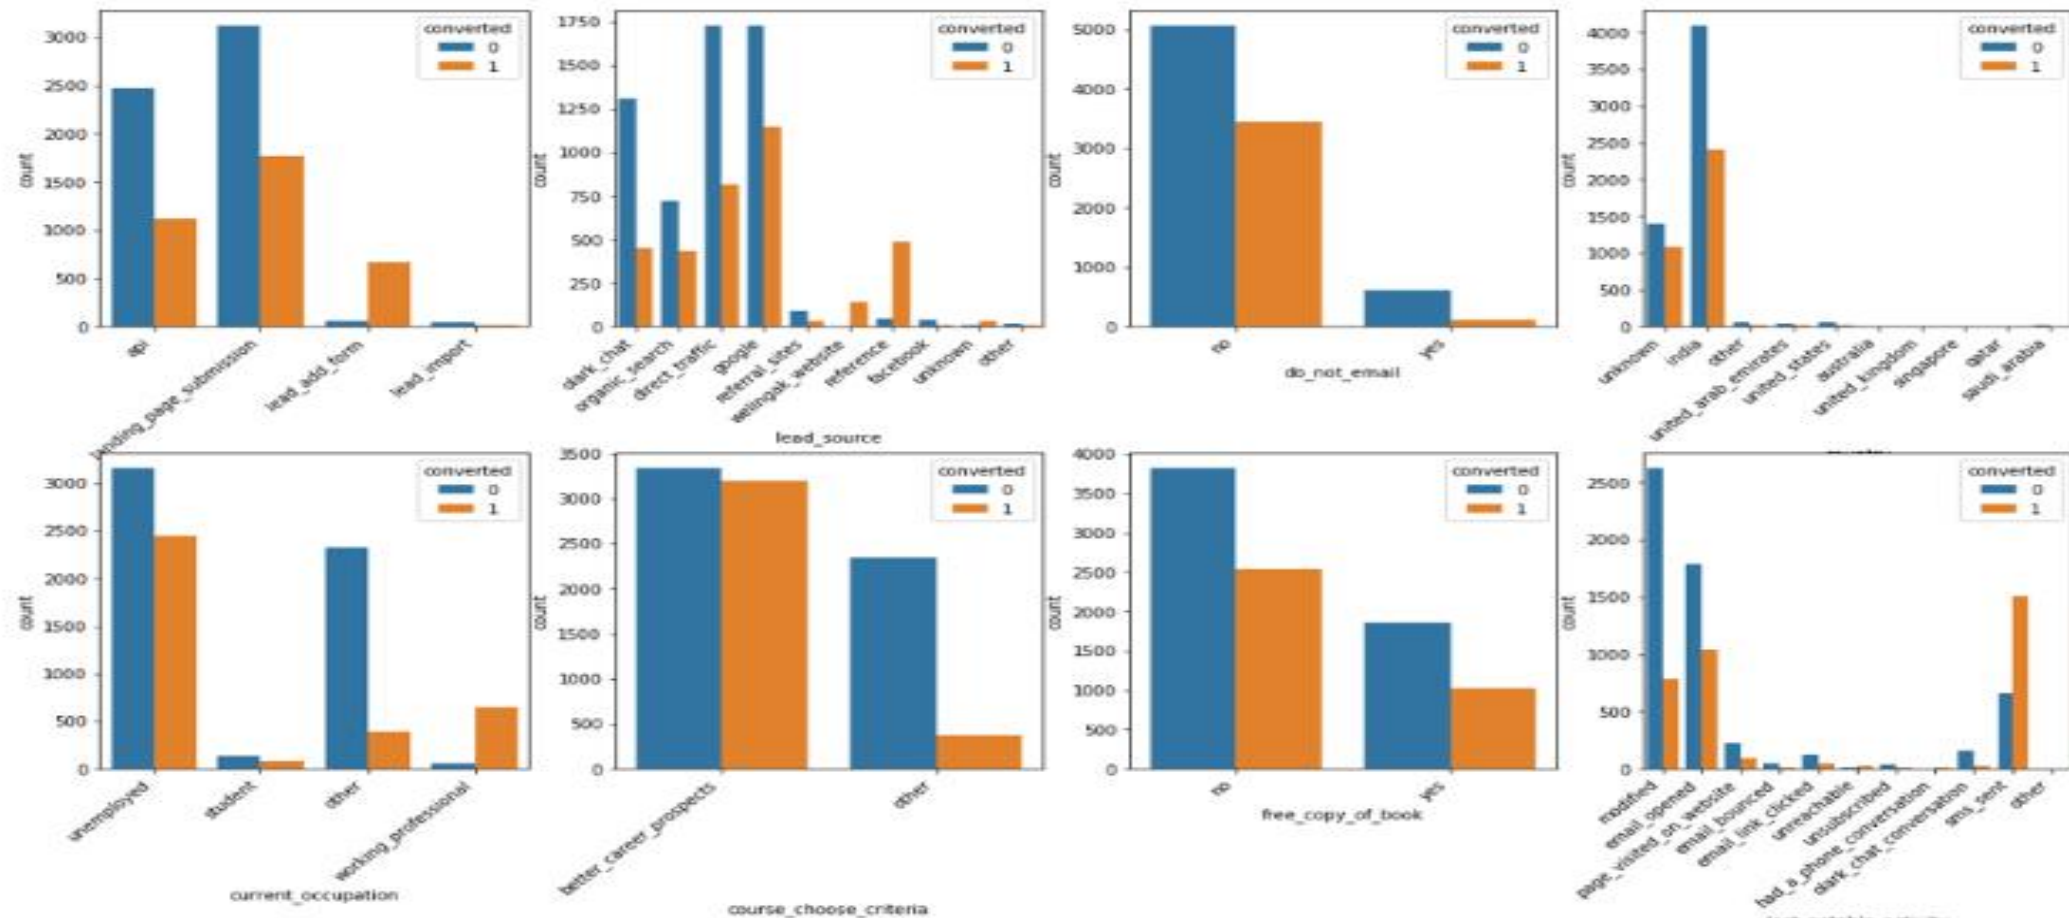 converted
0
1
3000
2500
2000
1500
1000
500
0
count
api
landing_page_submission
lead_add_form
lead_import
converted
0
1
1750
1500
1250
1000
750
500
250
0
count
olark_chat
organic_search
direct_traffic
google
referral_sites
welingak_website
reference
facebook
unknown
other
lead_source
converted
0
1
5000
4000
3000
2000
1000
0
count
no
yes
do_not_email
converted
0
1
4000
3500
3000
2500
2000
1500
1000
500
0
count
unknown
india
other
united_arab_emirates
united_states
australia
united_kingdom
singapore
qatar
saudi_arabia
converted
0
1
3000
2500
2000
1500
1000
500
0
count
unemployed
student
other
working_professional
current_occupation
converted
0
1
3500
3000
2500
2000
1500
1000
500
0
count
better_career_prospects
other
course_choose_criteria
converted
0
1
4000
3500
3000
2500
2000
1500
1000
500
0
count
no
yes
free_copy_of_book
converted
0
1
2500
2000
1500
1000
500
0
count
modified
email_opened
page_visited_on_website
email_bounced
email_link_clicked
unreachable
unsubscribed
had_a_phone_conversation
olark_chat_conversation
sms_sent
other